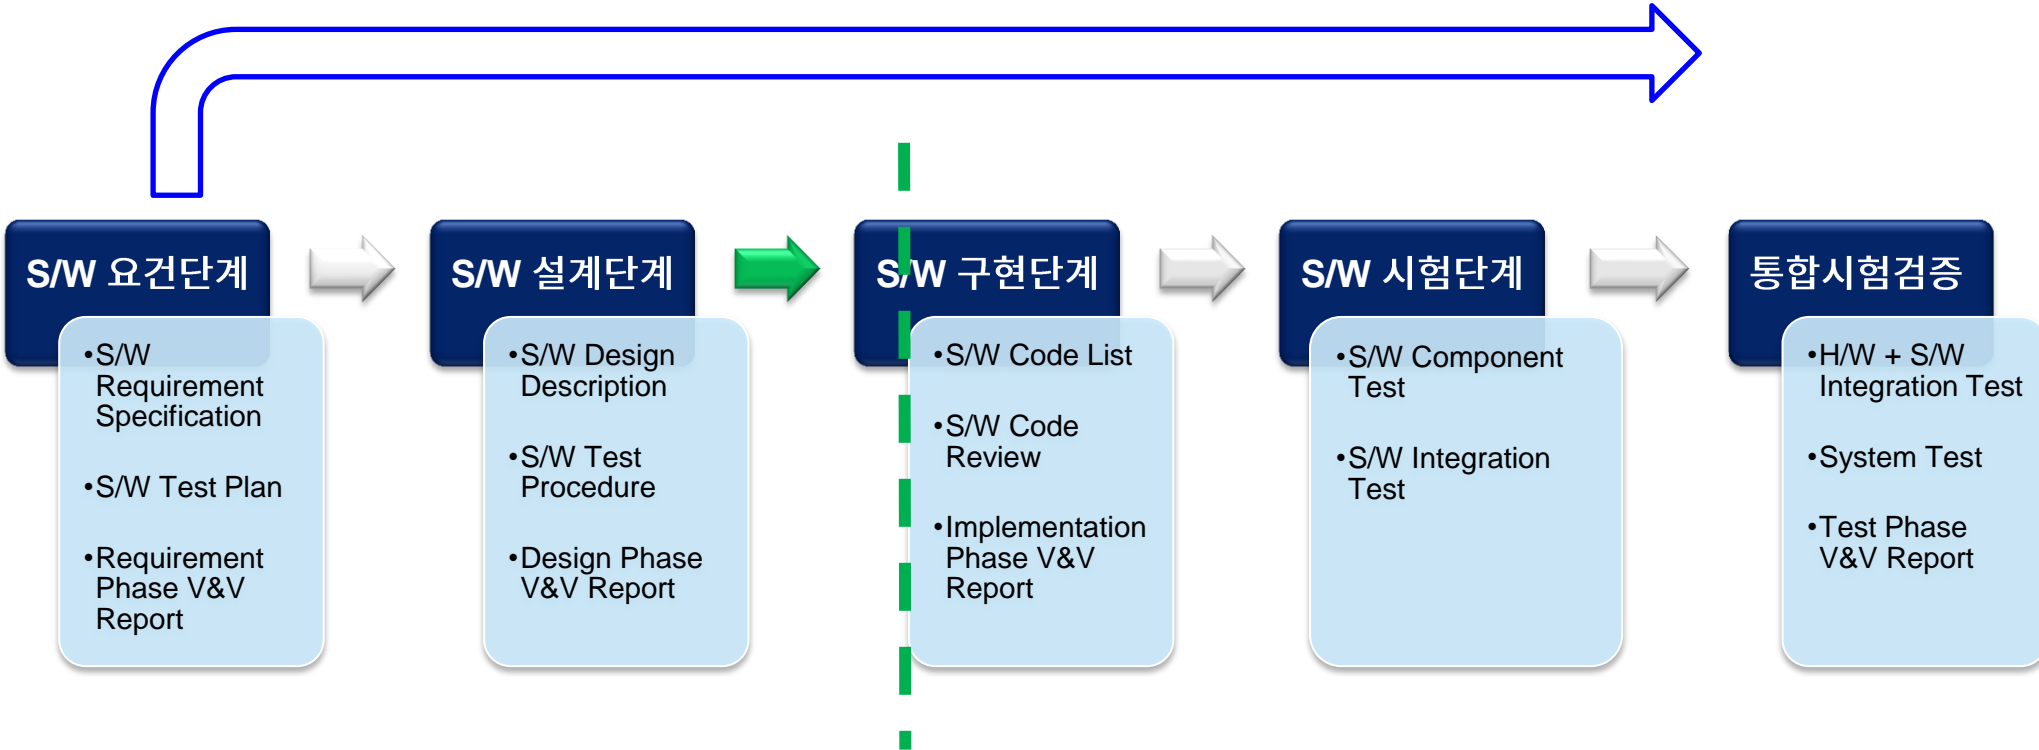 S/W 요건단계
•S/W
Requirement
Specification
•S/W Test Plan
•Requirement
Phase V&V
Report
S/W 설계단계
•S/W Design
Description
•S/W Test
Procedure
•Design Phase
V&V Report
S/W 구현단계
•S/W Code List
•S/W Code
Review
•Implementation
Phase V&V
Report
S/W 시험단계
•S/W Component
Test
•S/W Integration
Test
통합시험검증
•H/W + S/W
Integration Test
•System Test
•Test Phase
V&V Report